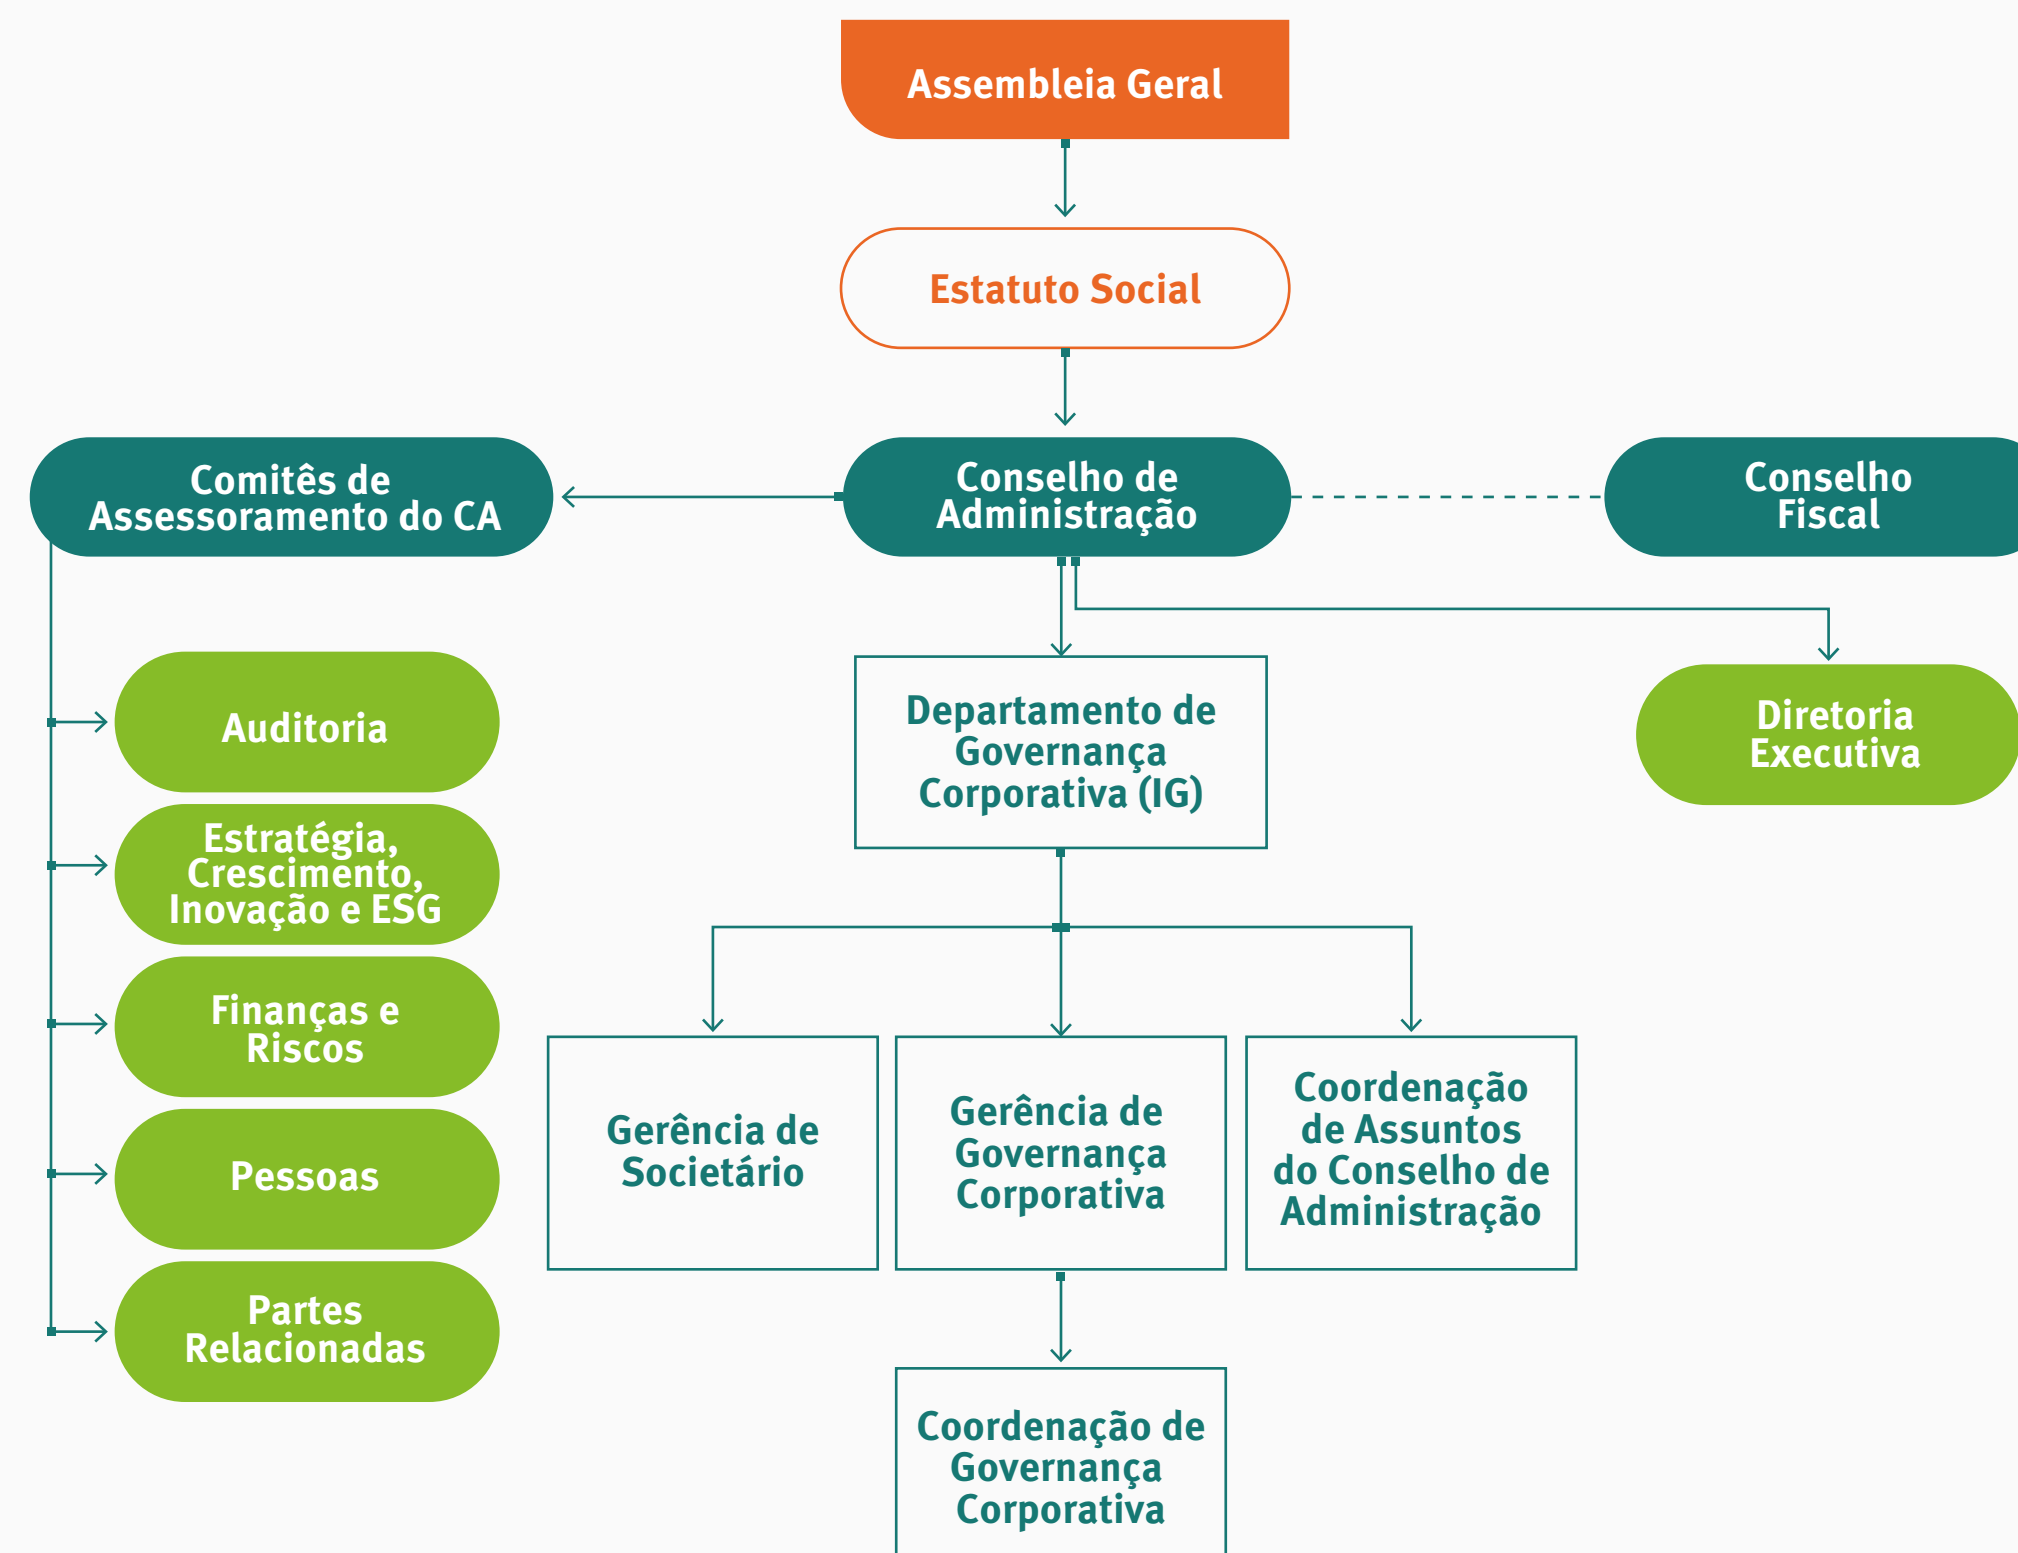 Assembleia Geral
Estatuto Social
Comitês de
Assessoramento do CA
Conselho de
Administração
Conselho
Fiscal
Auditoria
Estratégia,
Crescimento,
Inovação e ESG
Finanças e
Riscos
Pessoas
Partes
Relacionadas
Departamento de
Governança
Corporativa (IG)
Diretoria
Executiva
Gerência de
Societário
Gerência de
Governança
Corporativa
Coordenação
de Assuntos
do Conselho de
Administração
Coordenação de
Governança
Corporativa